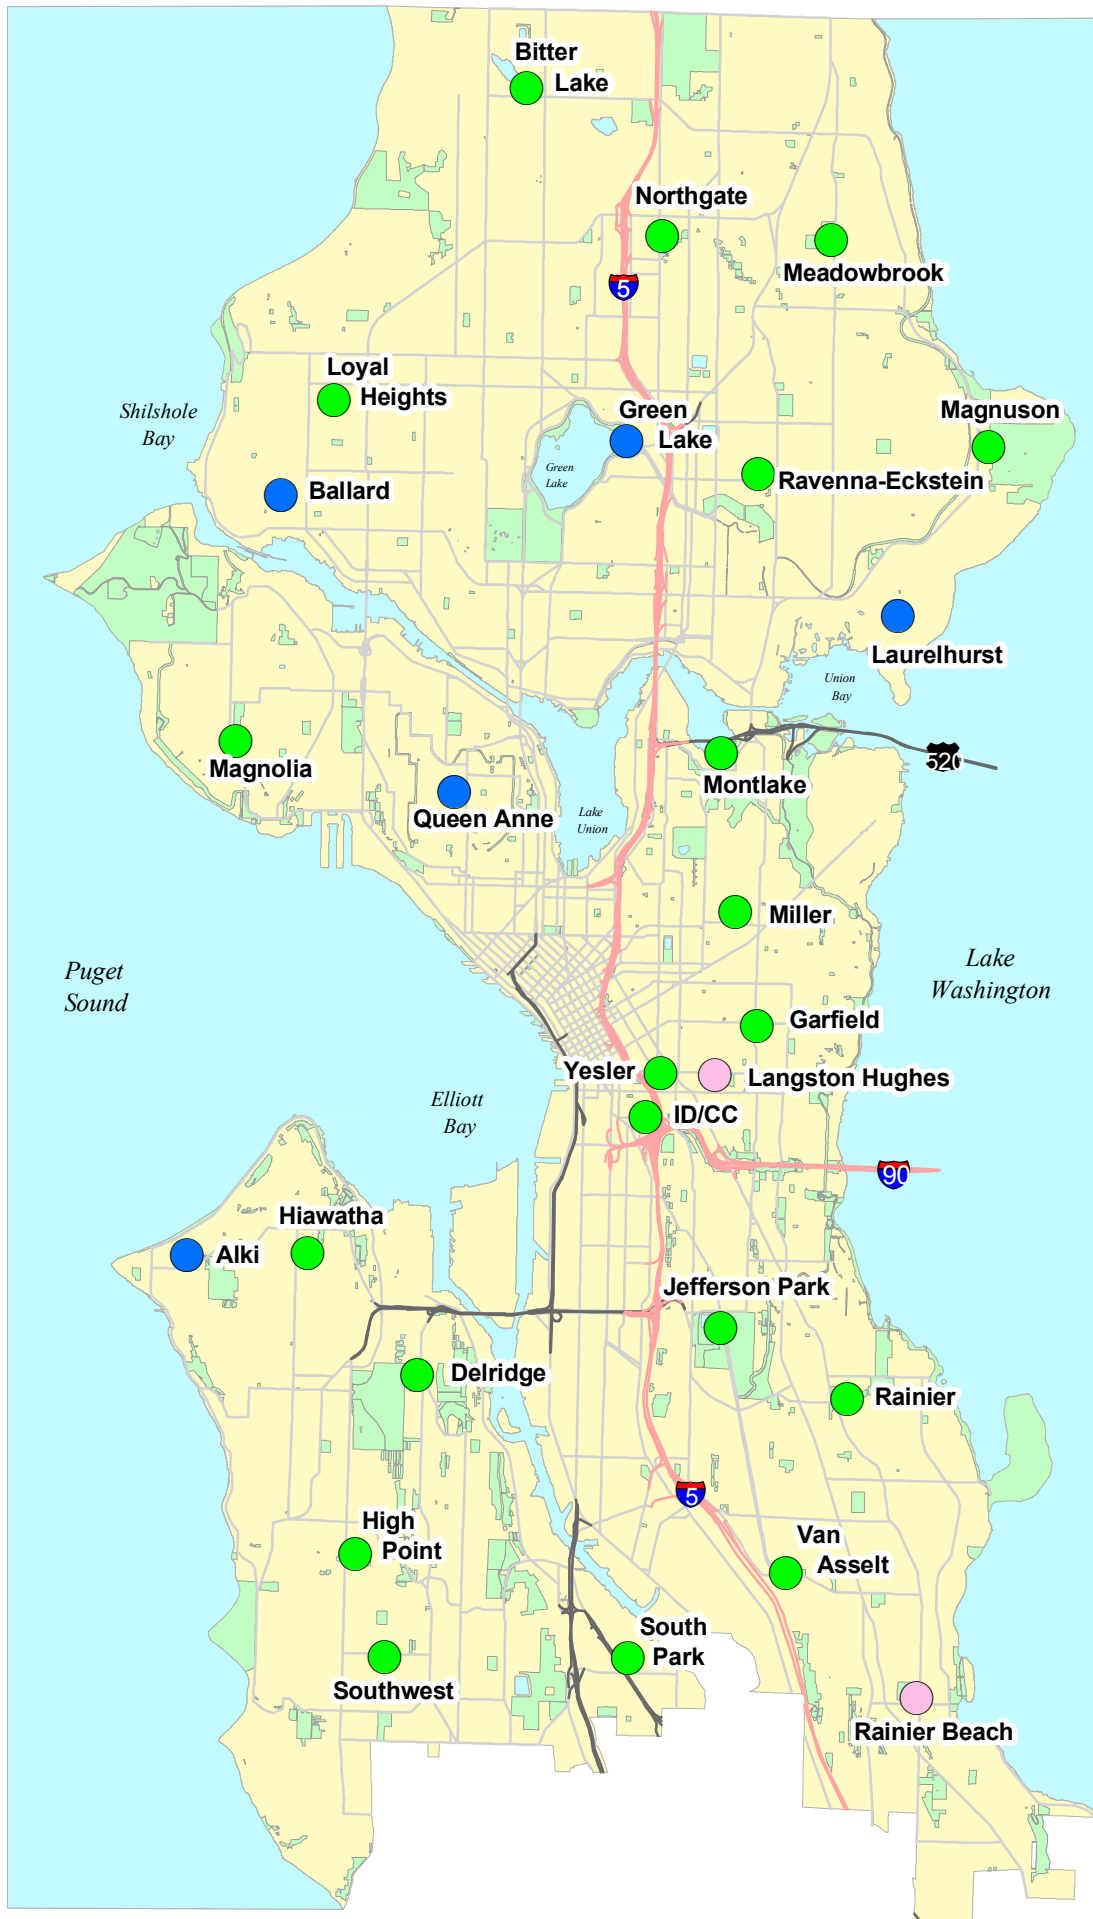 Bitter
Lake
Northgate
Meadowbrook
5
Loyal
Heights
Shilshole
Bay
Green
Lake
Magnuson
Green
Lake
Ravenna-Eckstein
Ballard
Laurelhurst
Union
Bay
Magnolia
Montlake
520
Queen Anne
Lake
Union
Miller
Puget
Sound
Lake
Washington
Garfield
Yesler
Langston Hughes
Elliott
Bay
ID/CC
90
Hiawatha
Alki
Jefferson Park
Delridge
Rainier
5
High
Point
Van
Asselt
South
Park
Southwest
Rainier Beach